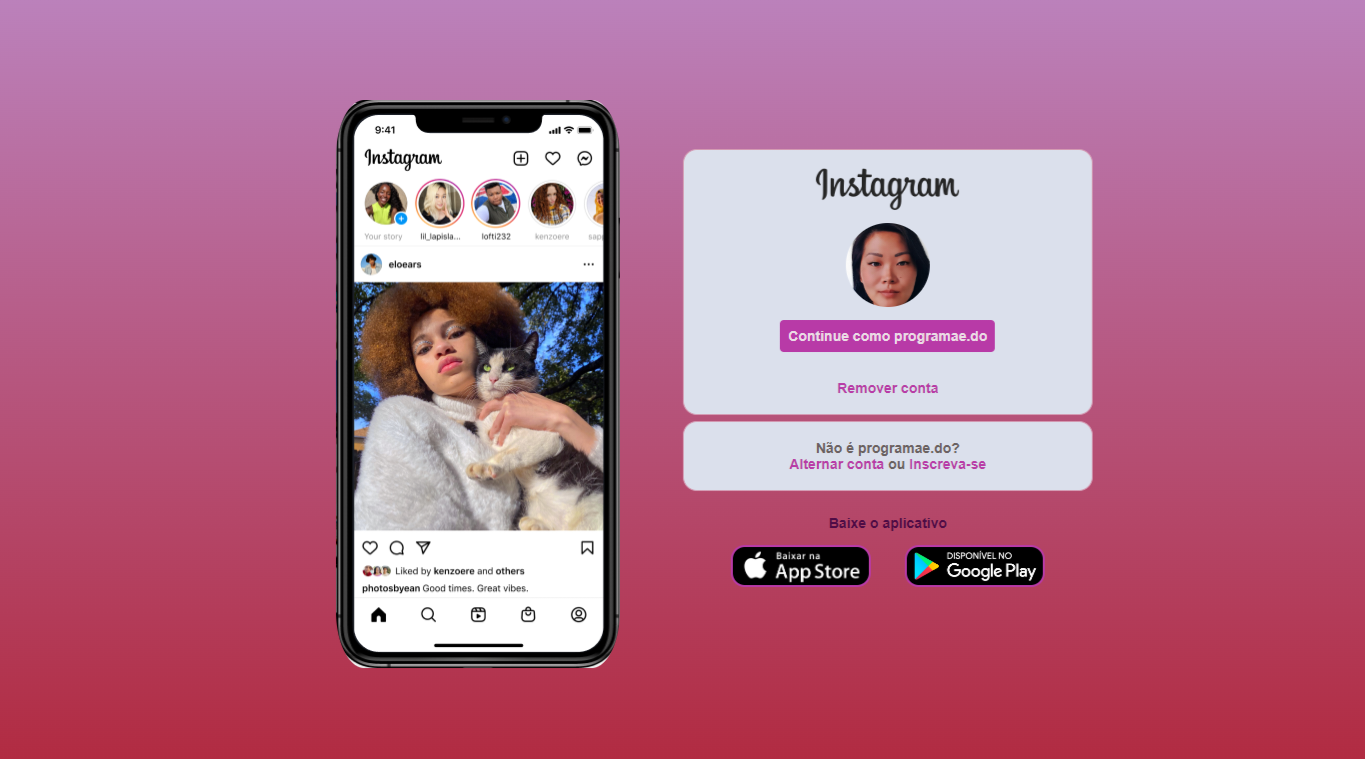 9:41
Instagram
Your story
lil_lapisla...
lofti232
kenzoere
sapp
eloears
Liked by kenzoere and others
photosbyean Good times. Great vibes.
Instagram
Continue como programae.do
Remover conta
Não é programae.do?
Alternar conta ou Inscreva-se
Baixe o aplicativo
Baixar na
App Store
DISPONÍVEL NO
Google Play